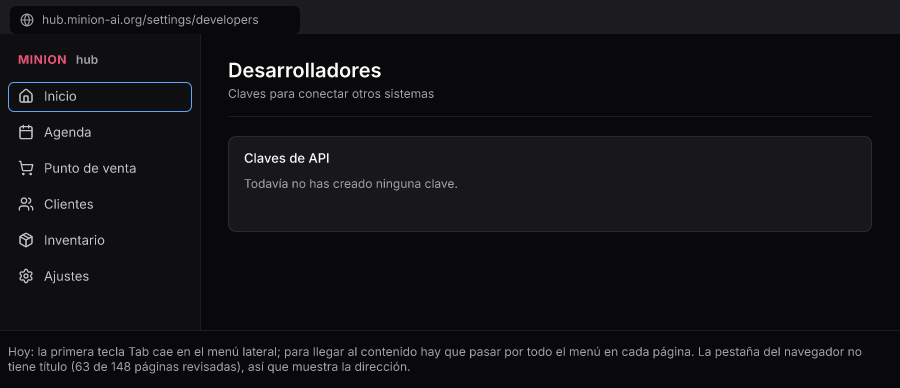 hub.minion-ai.org/settings/developers
MINION hub
Inicio
Agenda
Punto de venta
Clientes
Inventario
Ajustes
Desarrolladores
Claves para conectar otros sistemas
Claves de API
Todavía no has creado ninguna clave.
Hoy: la primera tecla Tab cae en el menú lateral; para llegar al contenido hay que pasar por todo el menú en cada página. La pestaña del navegador no
tiene título (63 de 148 páginas revisadas), así que muestra la dirección.